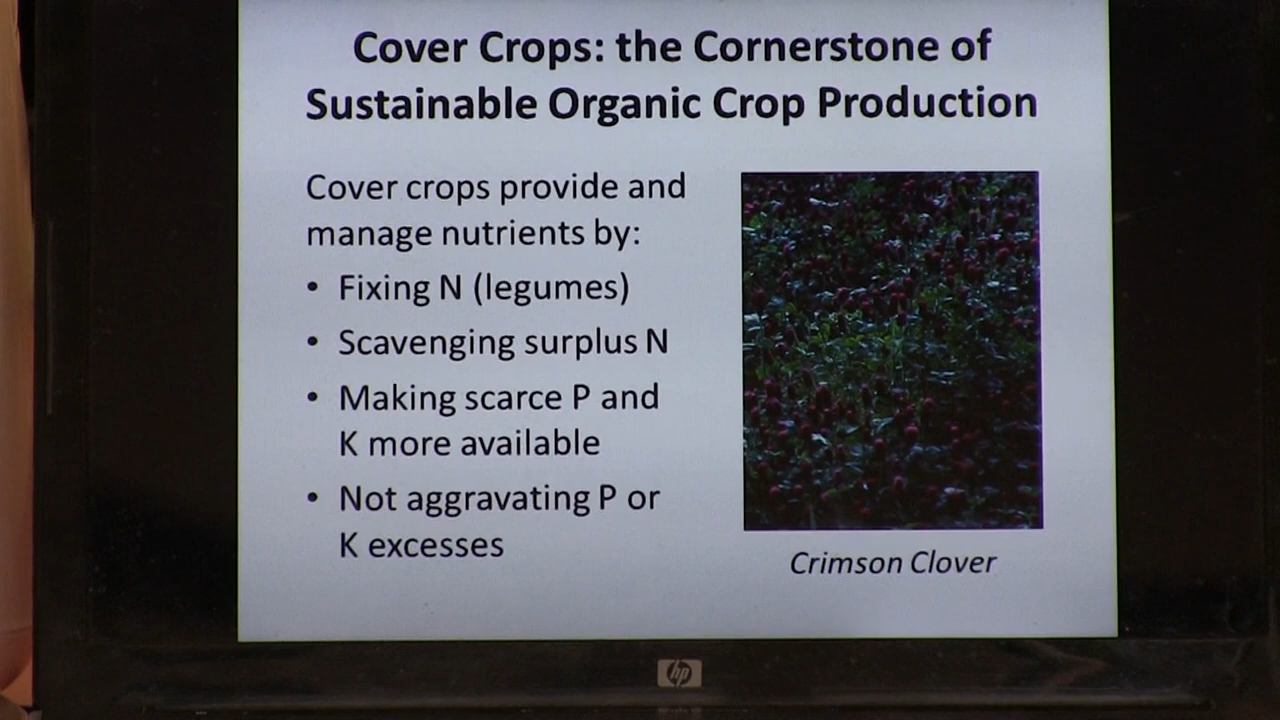 Cover Crops: the Cornerstone of
Sustainable Organic Crop Production
Cover crops provide and
manage nutrients by:
• Fixing N (legumes)
• Scavenging surplus N
• Making scarce P and
K more available
• Not aggravating P or
K excesses
Crimson Clover
hp